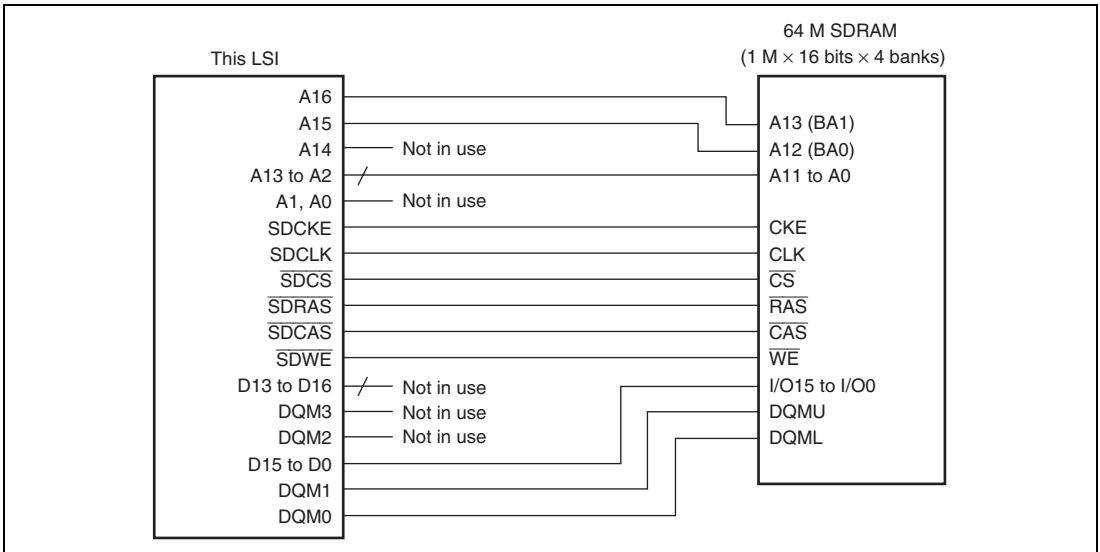 64 M SDRAM
(1 M × 16 bits × 4 banks)
This LSI
A16
A15
A14
Not in use
A13 to A2
A1, A0
Not in use
SDCKE
SDCLK
SDCS
SDRAS
SDCAS
SDWE
D13 to D16
Not in use
DQM3
Not in use
DQM2
Not in use
D15 to D0
DQM1
DQM0
A13 (BA1)
A12 (BA0)
A11 to A0
CKE
CLK
CS
RAS
CAS
WE
I/O15 to I/O0
DQMU
DQML